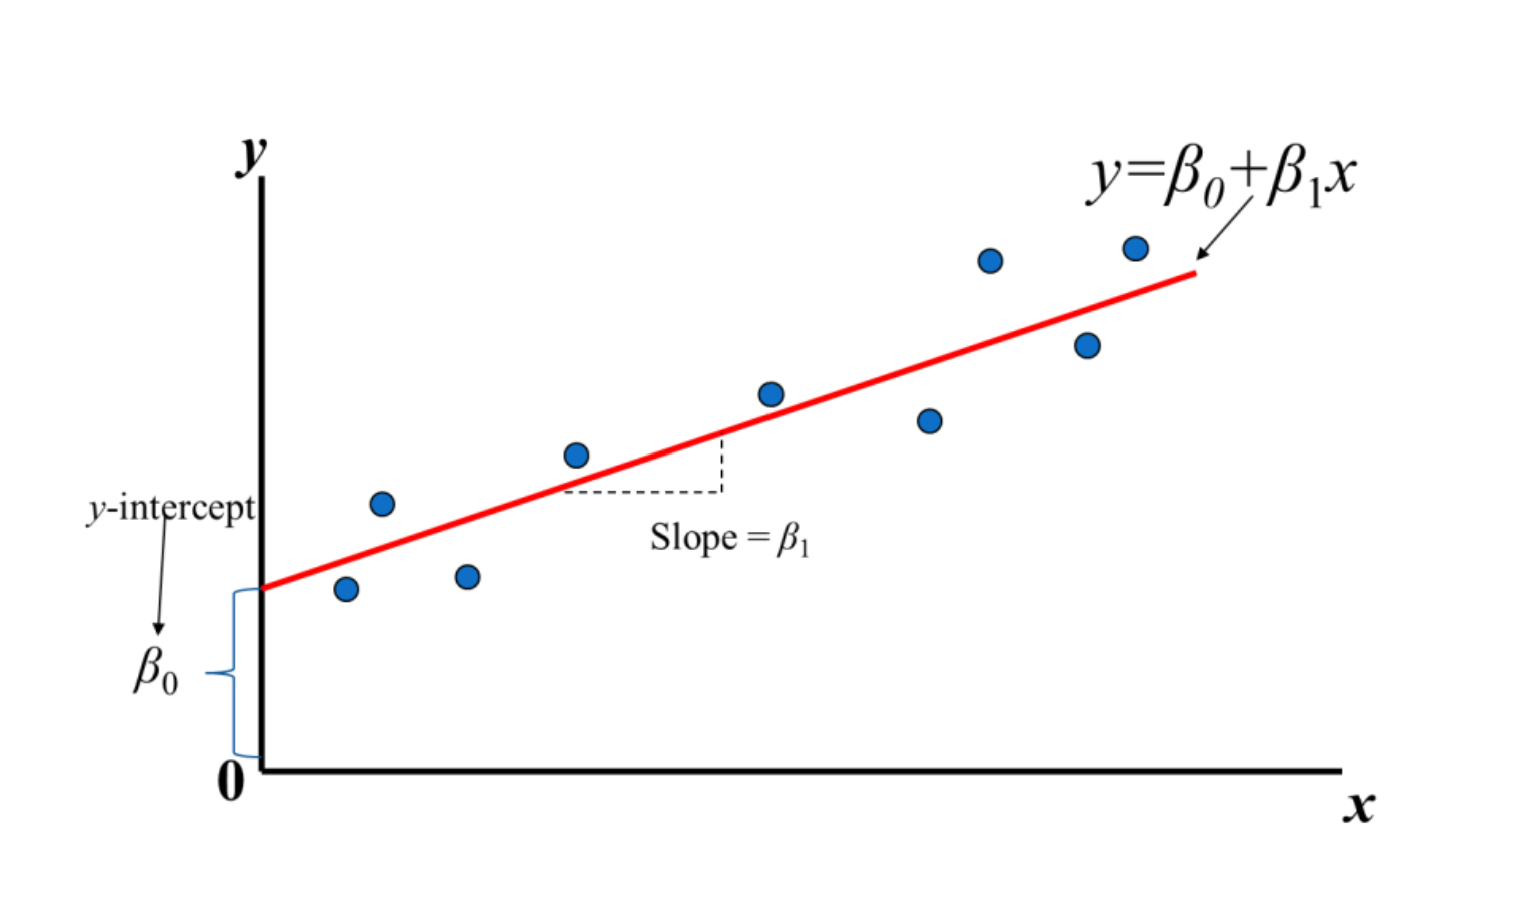 y
y=β₀+β₁x
y-intercept
Slope = β₁
β₀
0
x